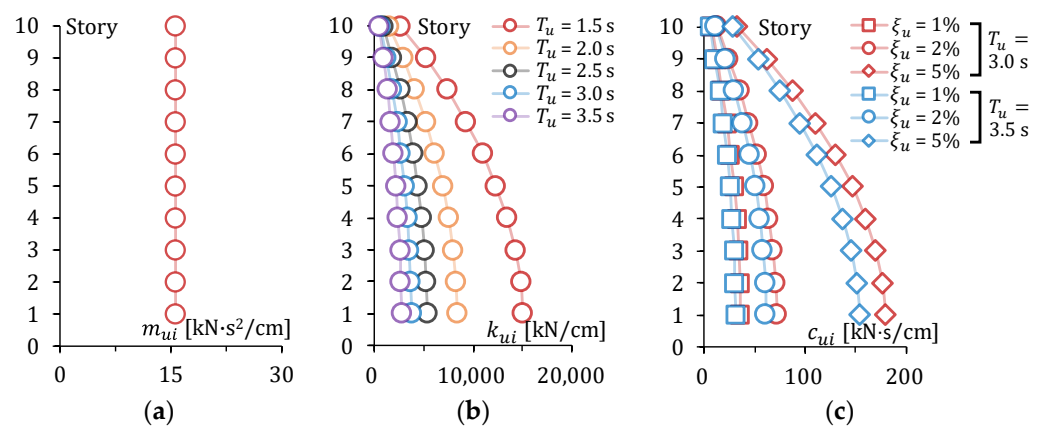 10
9
8
7
6
5
4
3
2
1
0
Story
m_ui [kN·s²/cm]
0
15
30
(a)
10
9
8
7
6
5
4
3
2
1
0
Story
T_u = 1.5 s
T_u = 2.0 s
T_u = 2.5 s
T_u = 3.0 s
T_u = 3.5 s
k_ui [kN/cm]
0
10,000
20,000
(b)
10
9
8
7
6
5
4
3
2
1
0
Story
ξ_u = 1%
ξ_u = 2%
ξ_u = 5%
T_u =
3.0 s
ξ_u = 1%
ξ_u = 2%
ξ_u = 5%
T_u =
3.5 s
c_ui [kN·s/cm]
0
100
200
(c)